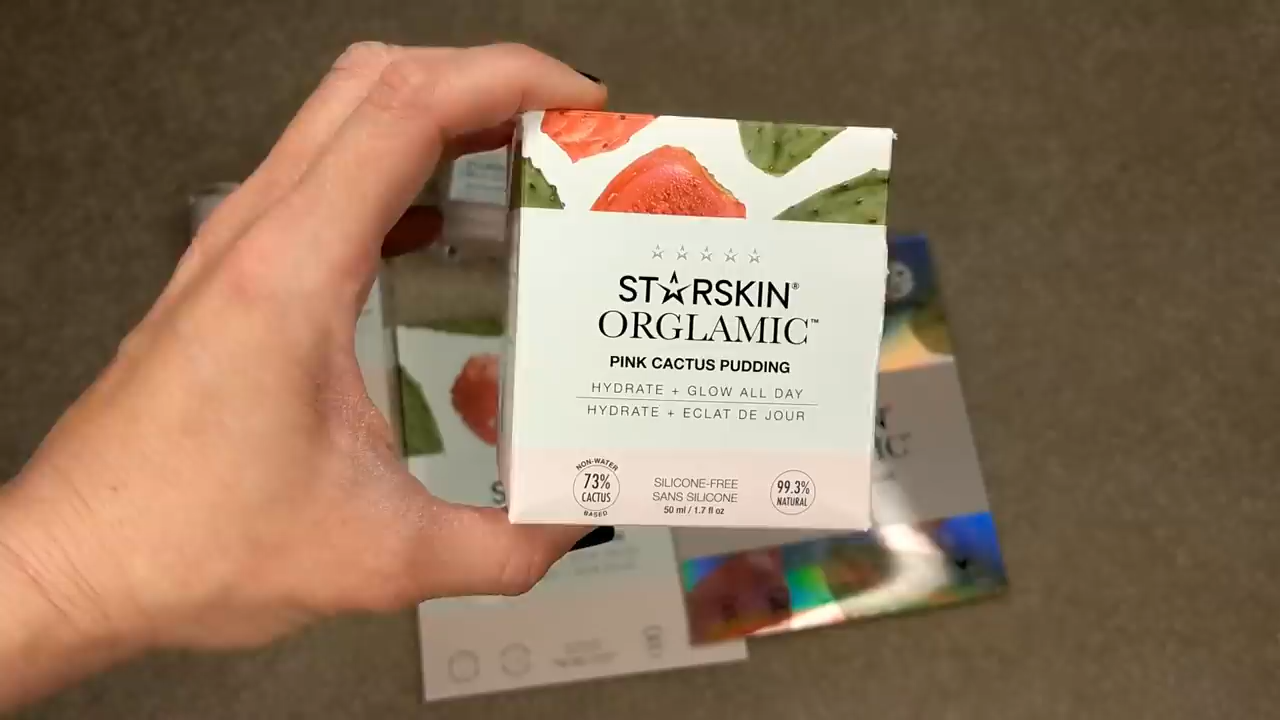 STARSKIN®
ORGLAMIC™
PINK CACTUS PUDDING
HYDRATE + GLOW ALL DAY
HYDRATE + ECLAT DE JOUR
NON-WATER
73%
CACTUS
BASED
SILICONE-FREE
SANS SILICONE
50 ml / 1.7 fl oz
99.3%
NATURAL